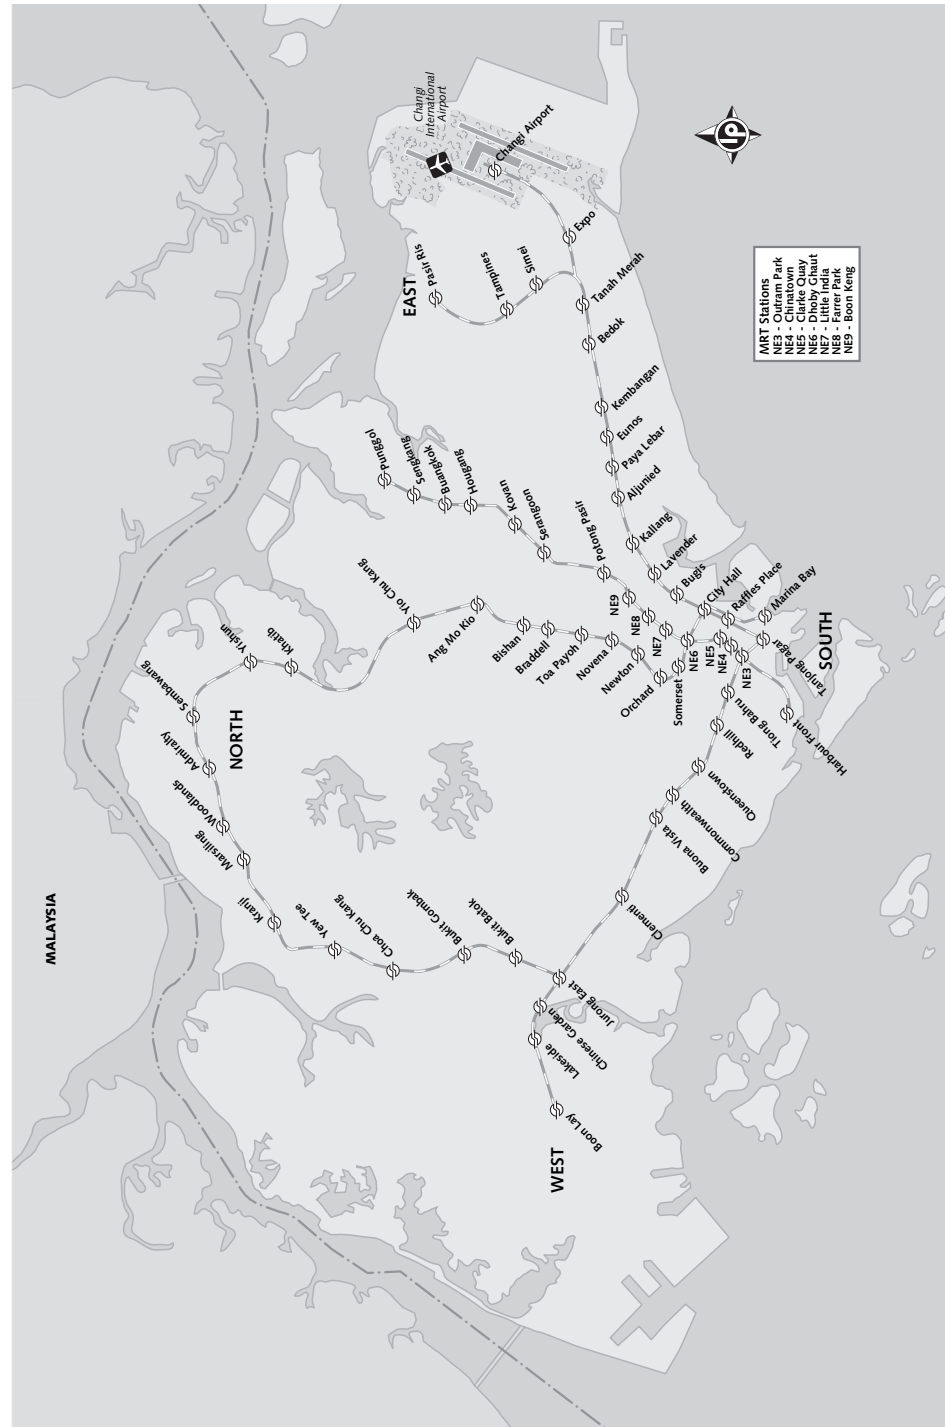 MALAYSIA
NORTH
EAST
WEST
SOUTH
Changi
International
Airport
Changi Airport
Expo
Tanah Merah
Simei
Tampines
Pasir Ris
Bedok
Kembangan
Eunos
Paya Lebar
Aljunied
Kallang
Lavender
Bugis
City Hall
Raffles Place
Marina Bay
Tanjong Pagar
Harbour Front
Tiong Bahru
Redhill
Queenstown
Commonwealth
Buona Vista
Clementi
Jurong East
Chinese Garden
Lakeside
Boon Lay
Bukit Batok
Bukit Gombak
Choa Chu Kang
Yew Tee
Kranji
Marsiling
Woodlands
Admiralty
Sembawang
Yishun
Khatib
Yio Chu Kang
Ang Mo Kio
Bishan
Braddell
Toa Payoh
Novena
Newton
Orchard
Somerset
Punggol
Sengkang
Buangkok
Hougang
Kovan
Serangoon
Potong Pasir
NE9
NE8
NE7
NE6
NE5
NE4
NE3
MRT Stations
NE3 - Outram Park
NE4 - Chinatown
NE5 - Clarke Quay
NE6 - Dhoby Ghaut
NE7 - Little India
NE8 - Farrer Park
NE9 - Boon Keng
lp